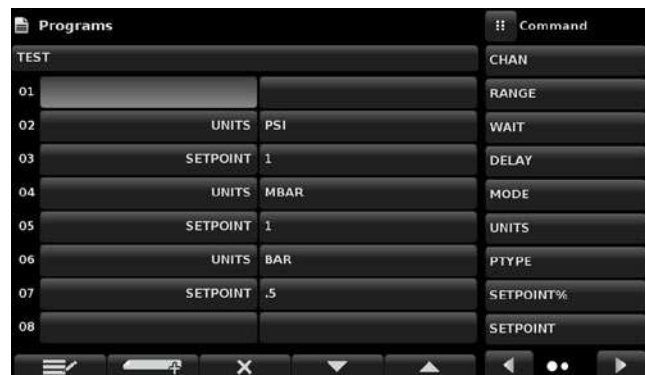 Programs
Command
TEST
CHAN
01
RANGE
02 UNITS PSI
WAIT
03 SETPOINT 1
DELAY
04 UNITS MBAR
MODE
05 SETPOINT 1
UNITS
06 UNITS BAR
PTYPE
07 SETPOINT .5
SETPOINT%
08
SETPOINT